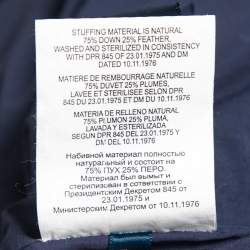 STUFFING MATERIAL IS NATURAL
75% DOWN 25% FEATHER,
WASHED AND STERILIZED IN CONSISTENCY
WITH DPR 845 OF 23.01.1975 AND DM
DATED 10.11.1976
MATIERE DE REMBOURRAGE NATURELLE
75% DUVET 25% PLUMES,
LAVEE ET STERILISEE SELON DPR
845 DU 23.01.1975 ET DM DU 10.11.1976
MATERIA DE RELLENO NATURAL
75% PLUMON 25% PLUMA,
LAVADA Y ESTERILIZADA
SEGUN DPR 845 DEL 23.01.1975
Y DM DEL 10.11.1976
Набивной материал полностью
натуральный и состоит на
75% ПУХ 25% ПЕРО.
Материал был вымыт и
стерилизован в соответствии с
Президентским Декретом 845 от
23.01.1975 и
Министерским Декретом от 10.11.1976